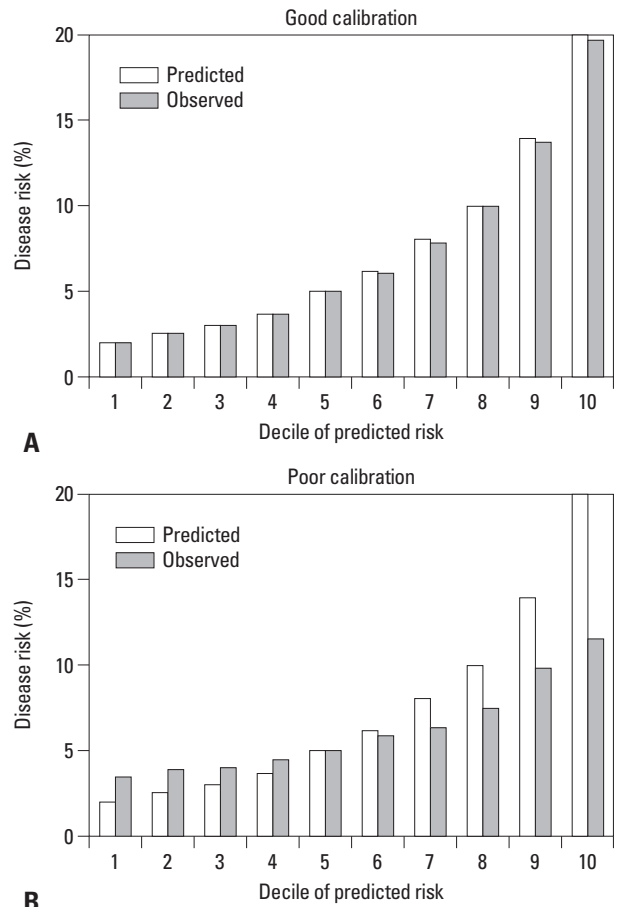 Good calibration
20
15
10
5
0
Disease risk (%)
Predicted
Observed
1 2 3 4 5 6 7 8 9 10
Decile of predicted risk
A
Poor calibration
20
15
10
5
0
Disease risk (%)
Predicted
Observed
1 2 3 4 5 6 7 8 9 10
Decile of predicted risk
B